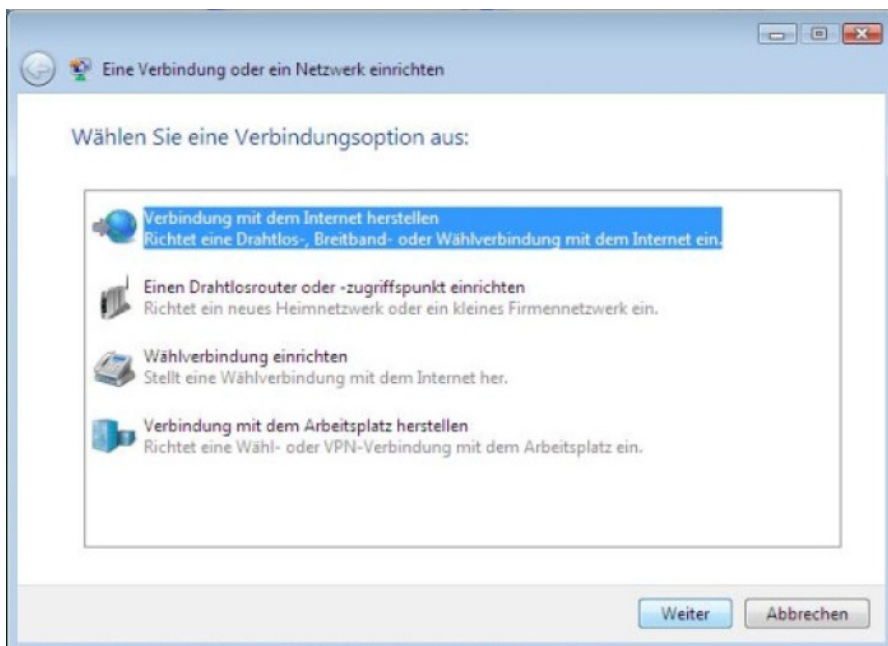 Eine Verbindung oder ein Netzwerk einrichten
Wählen Sie eine Verbindungsoption aus:
Verbindung mit dem Internet herstellen
Richtet eine Drahtlos-, Breitband- oder Wählverbindung mit dem Internet ein.
Einen Drahtlosrouter oder -zugriffspunkt einrichten
Richtet ein neues Heimnetzwerk oder ein kleines Firmennetzwerk ein.
Wählverbindung einrichten
Stellt eine Wählverbindung mit dem Internet her.
Verbindung mit dem Arbeitsplatz herstellen
Richtet eine Wähl- oder VPN-Verbindung mit dem Arbeitsplatz ein.
Weiter Abbrechen